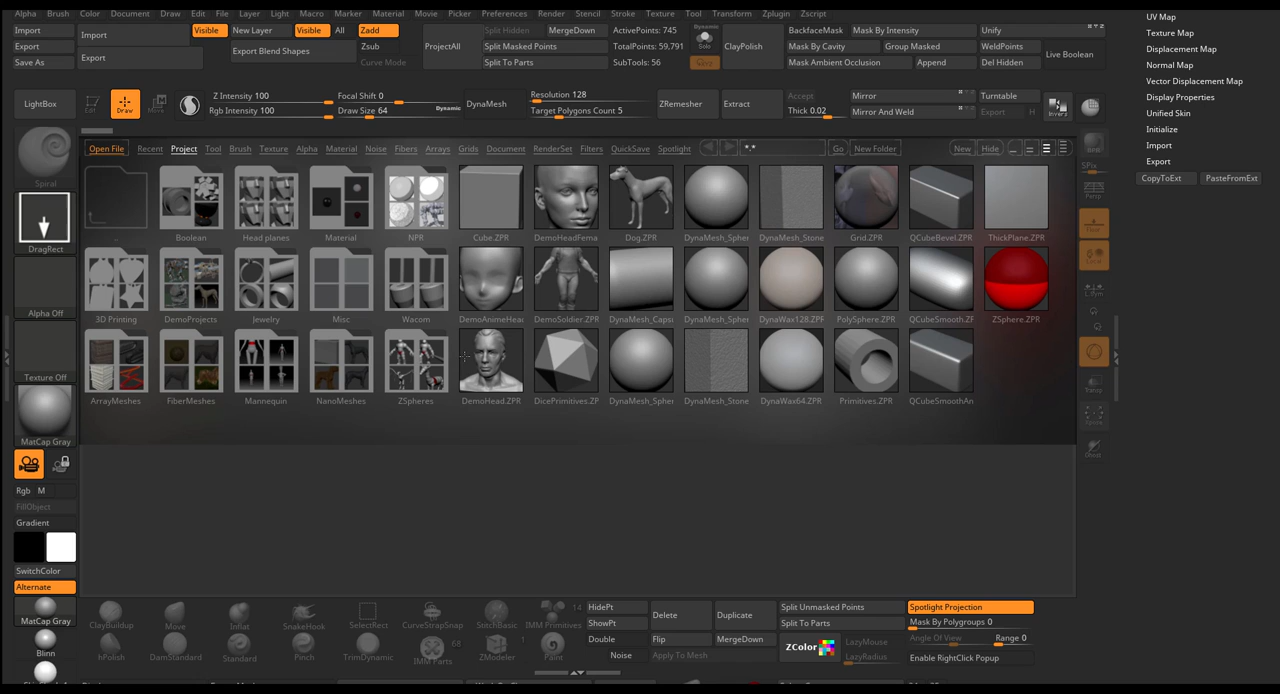 Alpha Brush Color Document Draw Edit File Layer Light Macro Marker Material Movie Picker Preferences Render Stencil Stroke Texture Tool Transform Zplugin Zscript
UV Map
Import Import Visible New Layer Visible All Zadd Split Hidden MergeDown ActivePoints: 745 Dynamic BackfaceMask Mask By Intensity Unify
Texture Map
Export Export Blend Shapes Zsub ProjectAll Split Masked Points TotalPoints: 59,791 Solo ClayPolish Mask By Cavity Group Masked WeldPoints Live Boolean
Displacement Map
Save As Export Curve Mode Split To Parts SubTools: 56 Mask Ambient Occlusion Append Del Hidden
Normal Map
Vector Displacement Map
LightBox Edit Draw Move Z Intensity 100 Focal Shift 0 DynaMesh Resolution 128 ZRemesher Extract Accept Mirror Turntable Invers
Display Properties
Rgb Intensity 100 Draw Size 64 Dynamic Target Polygons Count 5 Thick 0.02 Mirror And Weld Export H
Unified Skin
Initialize
Import
Export
CopyToExt PasteFromExt
Open File Recent Project Tool Brush Texture Alpha Material Noise Fibers Arrays Grids Document RenderSet Filters QuickSave Spotlight *.* Go New Folder New Hide
SPix
Spiral
Persp
.. Boolean Head planes Material NPR Cube.ZPR DemoHeadFema Dog.ZPR DynaMesh_Spher DynaMesh_Stone Grid.ZPR QCubeBevel.ZPR ThickPlane.ZPR
DragRect
Alpha Off
3D Printing DemoProjects Jewelry Misc Wacom DemoAnimeHea DemoSoldier.ZPR DynaMesh_Capsu DynaMesh_Spher DynaWax128.ZPR PolySphere.ZPR QCubeSmooth.ZF ZSphere.ZPR
Texture Off
ArrayMeshes FiberMeshes Mannequin NanoMeshes ZSpheres DemoHead.ZPR DicePrimitives.ZP DynaMesh_Spher DynaMesh_Stone DynaWax64.ZPR Primitives.ZPR QCubeSmoothAn
MatCap Gray
Rgb M
FillObject
Gradient
SwitchColor
Alternate
MatCap Gray
Blinn
ClayBuildup Move Inflat SnakeHook SelectRect CurveStrapSnap StitchBasic IMM Primitives 14
hPolish DamStandard Standard Pinch TrimDynamic IMM Parts 68 ZModeler 1 Paint
HidePt Delete Duplicate Split Unmasked Points Spotlight Projection
ShowPt Split To Parts Mask By Polygroups 0
Double Flip MergeDown ZColor LazyMouse Angle Of View Range 0
Noise Apply To Mesh LazyRadius Enable RightClick Popup